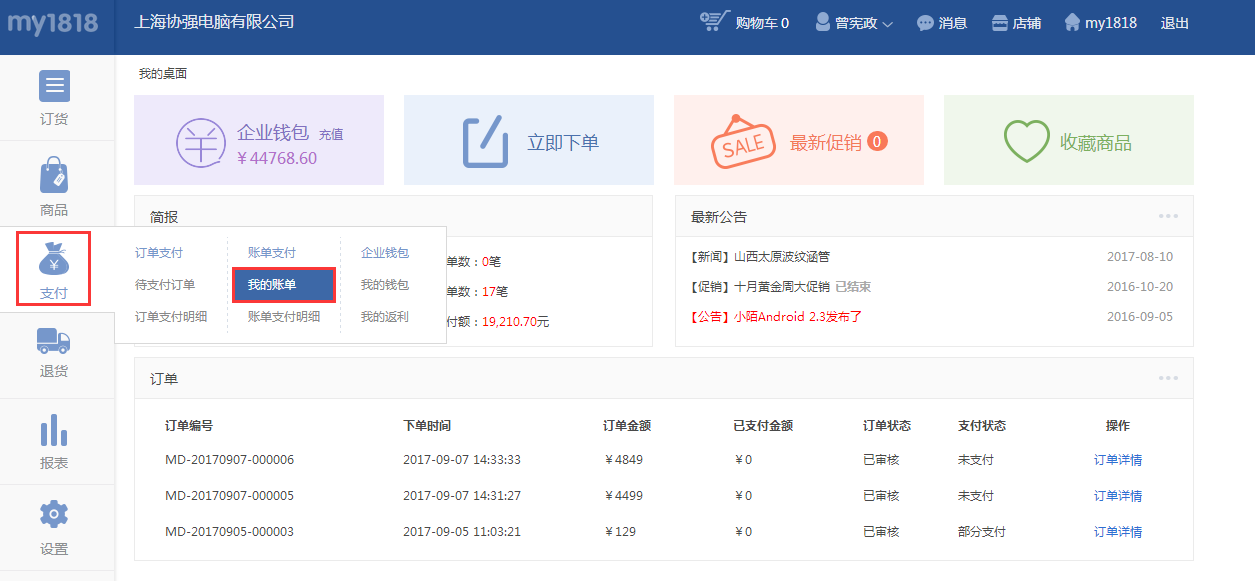 my1818
上海协强电脑有限公司
购物车 0
曾宪政
消息
店铺
my1818
退出
订货
商品
支付
退货
报表
设置
我的桌面
企业钱包 充值
￥44768.60
立即下单
SALE
最新促销 0
收藏商品
简报
单数：0笔
单数：17笔
付额：19,210.70元
订单支付 账单支付 企业钱包
待支付订单 我的账单 我的钱包
订单支付明细 账单支付明细 我的返利
最新公告
【新闻】山西太原波纹涵管 2017-08-10
【促销】十月黄金周大促销 已结束 2016-10-20
【公告】小陌Android 2.3发布了 2016-09-05
订单
订单编号 下单时间 订单金额 已支付金额 订单状态 支付状态 操作
MD-20170907-000006 2017-09-07 14:33:33 ￥4849 ￥0 已审核 未支付 订单详情
MD-20170907-000005 2017-09-07 14:31:27 ￥4499 ￥0 已审核 未支付 订单详情
MD-20170905-000003 2017-09-05 11:03:21 ￥129 ￥0 已审核 部分支付 订单详情